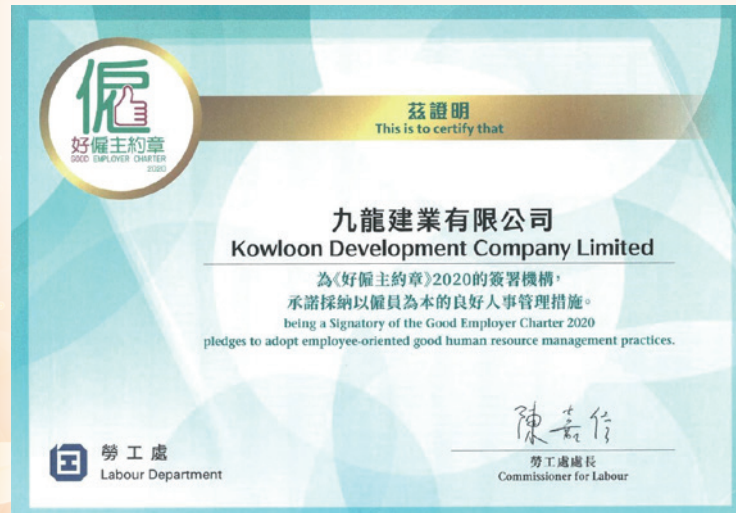 僱
好僱主約章
GOOD EMPLOYER CHARTER
2020
茲證明
This is to certify that
九龍建業有限公司
Kowloon Development Company Limited
為《好僱主約章》2020的簽署機構，
承諾採納以僱員為本的良好人事管理措施。
being a Signatory of the Good Employer Charter 2020
pledges to adopt employee-oriented good human resource management practices.
陳嘉信
勞工處處長
Commissioner for Labour
勞工處
Labour Department